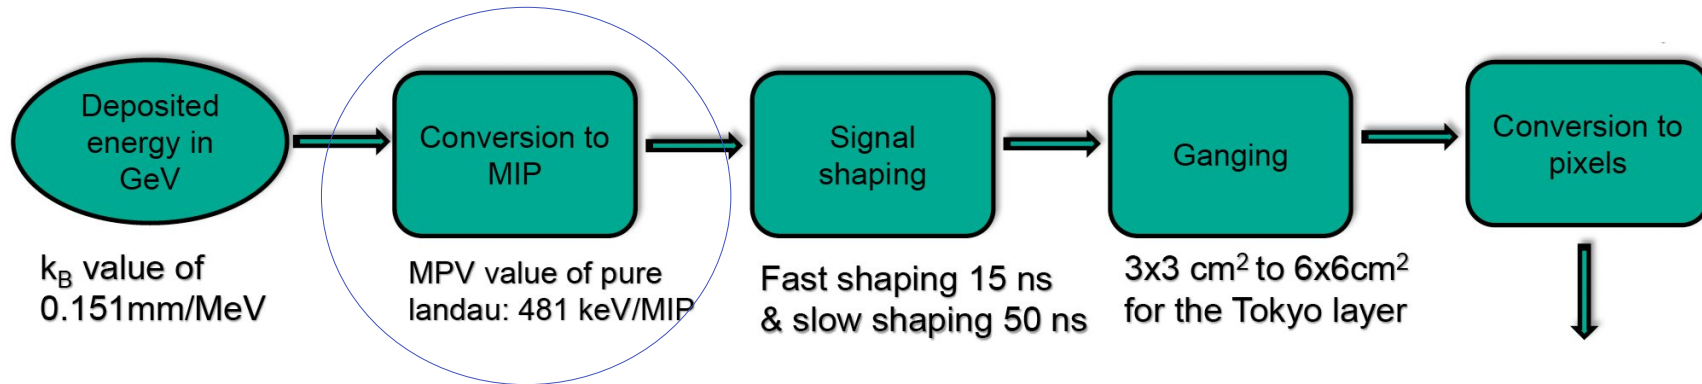 Deposited
energy in
GeV
Conversion to
MIP
Signal
shaping
Ganging
Conversion to
pixels
k_B value of
0.151mm/MeV
MPV value of pure
landau: 481 keV/MIP
Fast shaping 15 ns
& slow shaping 50 ns
3x3 cm² to 6x6cm²
for the Tokyo layer